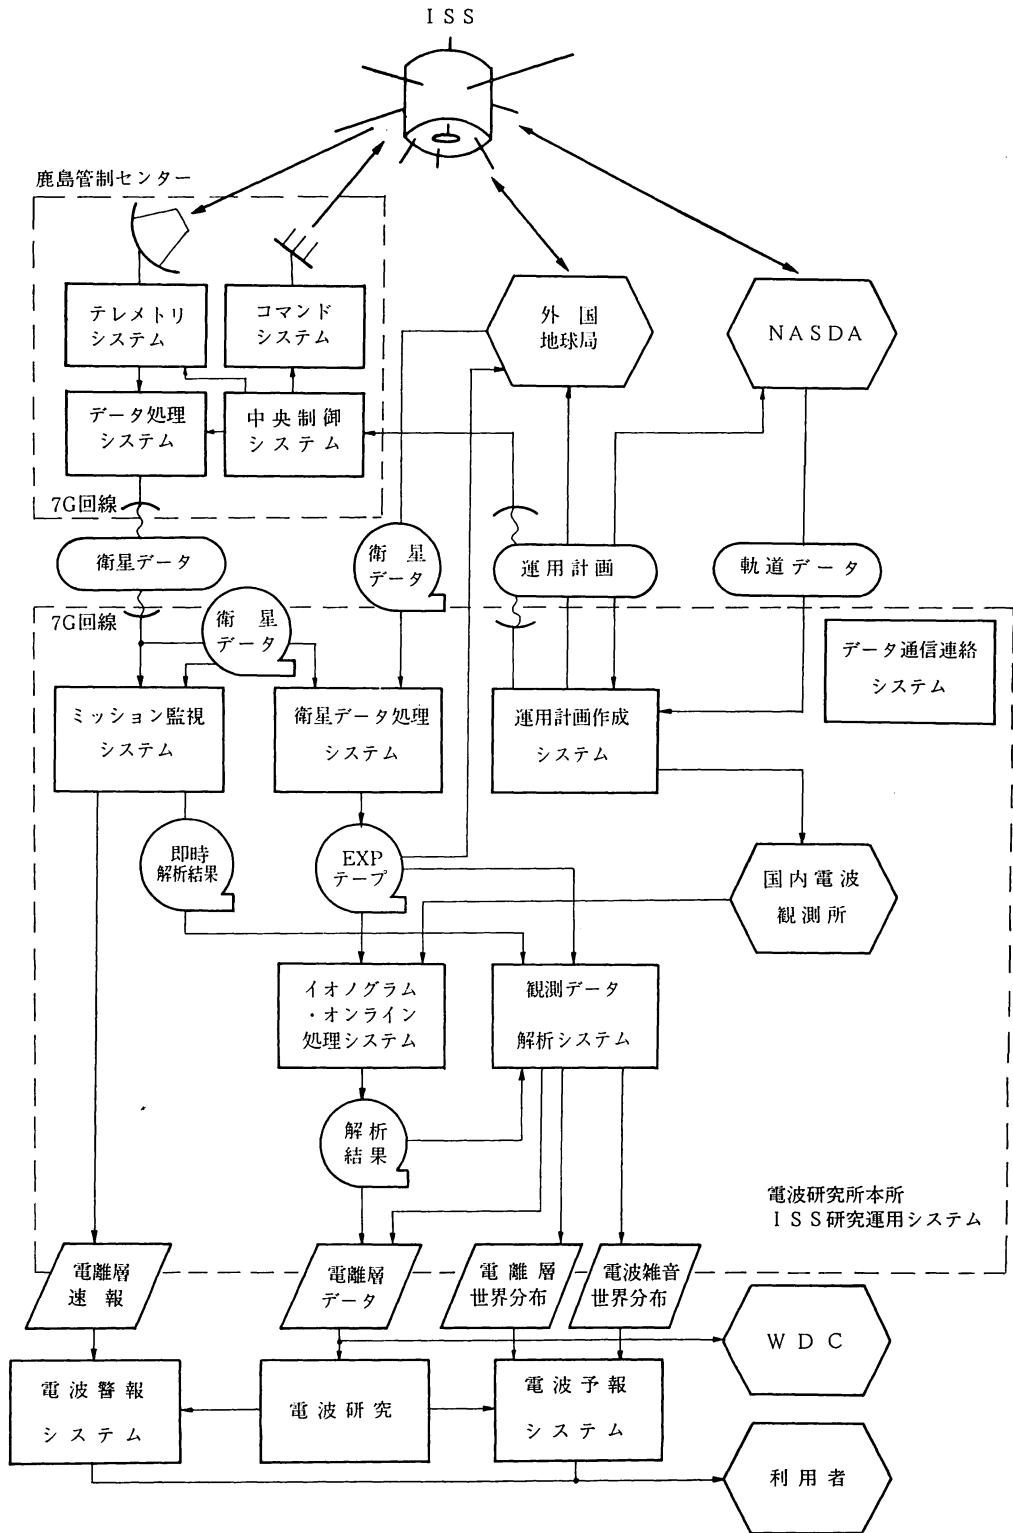 ISS
鹿島管制センター
テレメトリ
システム
コマンド
システム
外国
地球局
NASDA
データ処理
システム
中央制御
システム
7G回線
衛星データ
衛星
データ
運用計画
軌道データ
7G回線
衛星
データ
データ通信連絡
システム
ミッション監視
システム
衛星データ処理
システム
運用計画作成
システム
即時
解析結果
EXP
テープ
国内電波
観測所
イオノグラム
・オンライン
処理システム
観測データ
解析システム
解析
結果
電波研究所本所
ISS研究運用システム
電離層
速報
電離層
データ
電離層
世界分布
電波雑音
世界分布
WDC
電波警報
システム
電波研究
電波予報
システム
利用者